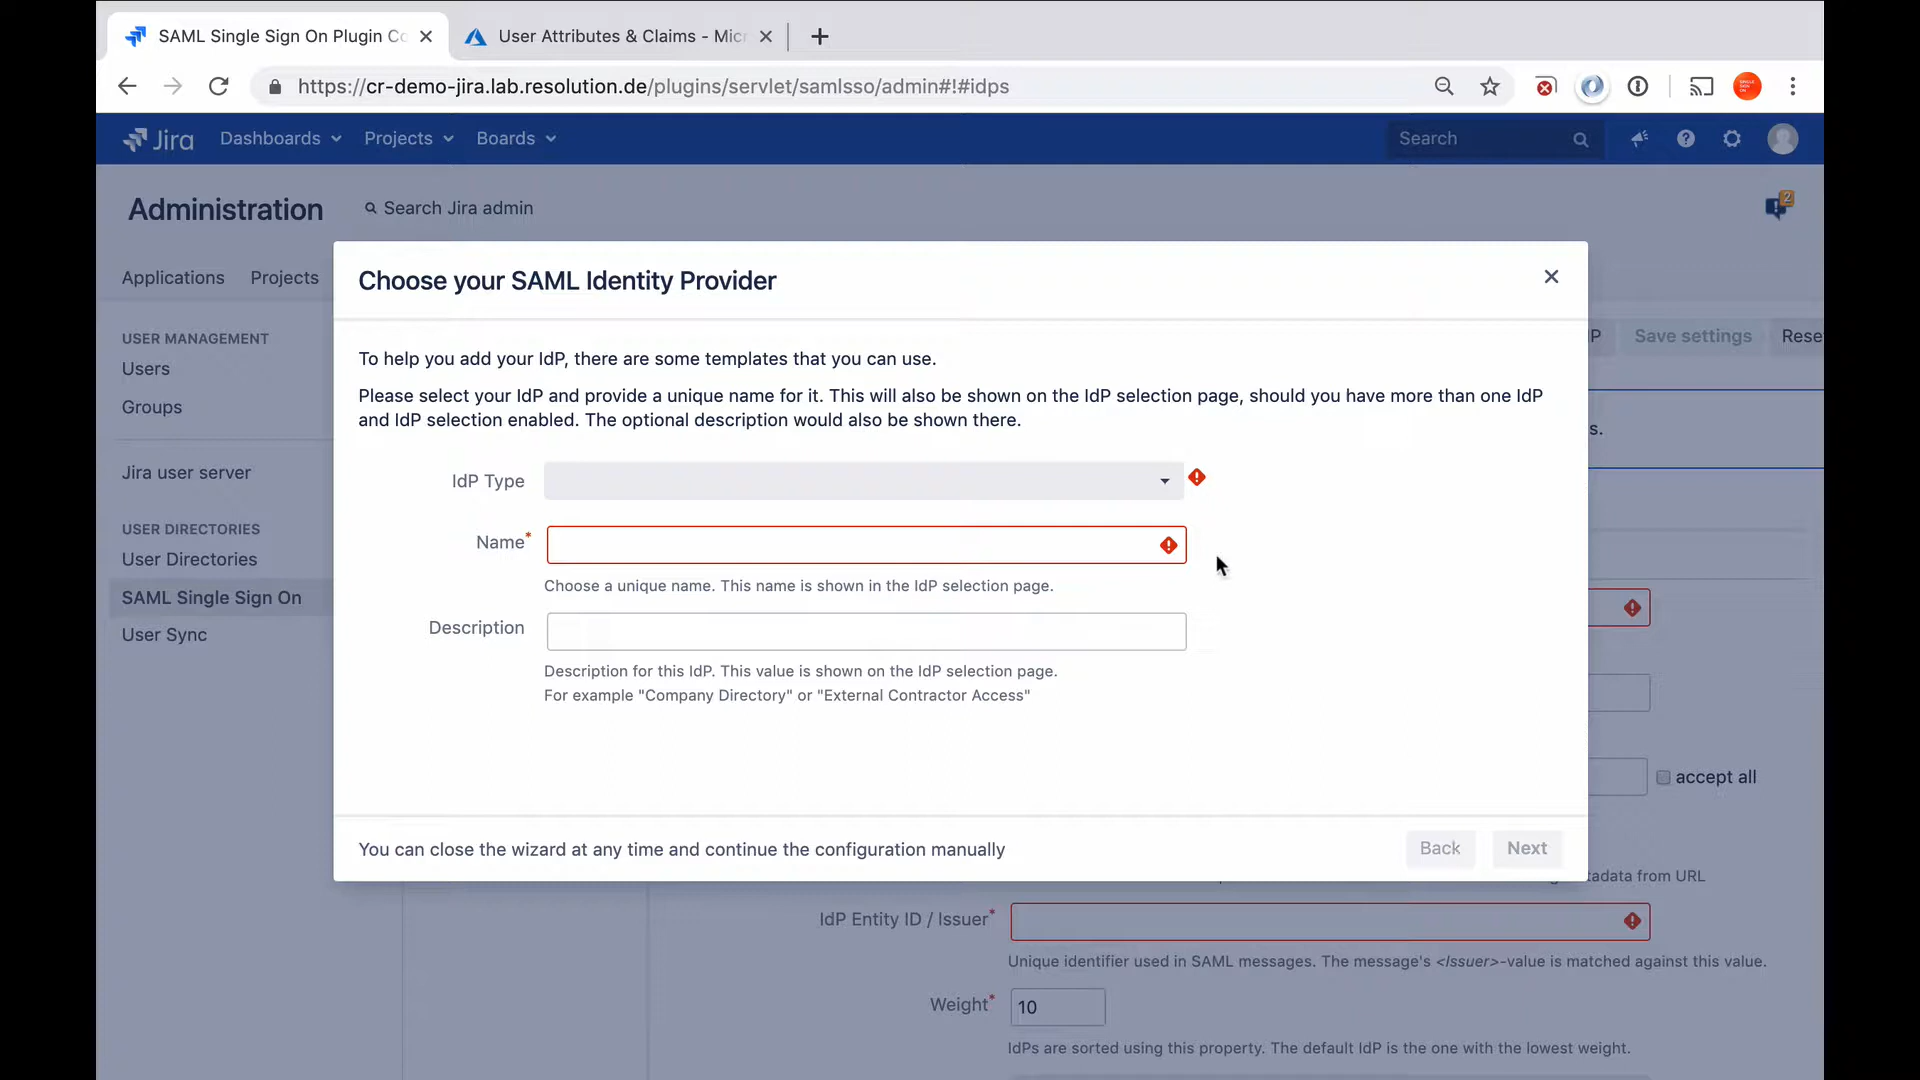 SAML Single Sign On Plugin Co
User Attributes & Claims - Mic
https://cr-demo-jira.lab.resolution.de/plugins/servlet/samlsso/admin#!#idps
Jira Dashboards Projects Boards Search
Administration Search Jira admin 2
Applications Projects
Choose your SAML Identity Provider
USER MANAGEMENT
P Save settings Rese
Users
To help you add your IdP, there are some templates that you can use.
Please select your IdP and provide a unique name for it. This will also be shown on the IdP selection page, should you have more than one IdP
and IdP selection enabled. The optional description would also be shown there.
Groups
s.
Jira user server
IdP Type
USER DIRECTORIES
User Directories
Name*
Choose a unique name. This name is shown in the IdP selection page.
SAML Single Sign On
User Sync
Description
Description for this IdP. This value is shown on the IdP selection page.
For example "Company Directory" or "External Contractor Access"
accept all
You can close the wizard at any time and continue the configuration manually
Back Next
tadata from URL
IdP Entity ID / Issuer*
Unique identifier used in SAML messages. The message's <Issuer>-value is matched against this value.
Weight* 10
IdPs are sorted using this property. The default IdP is the one with the lowest weight.